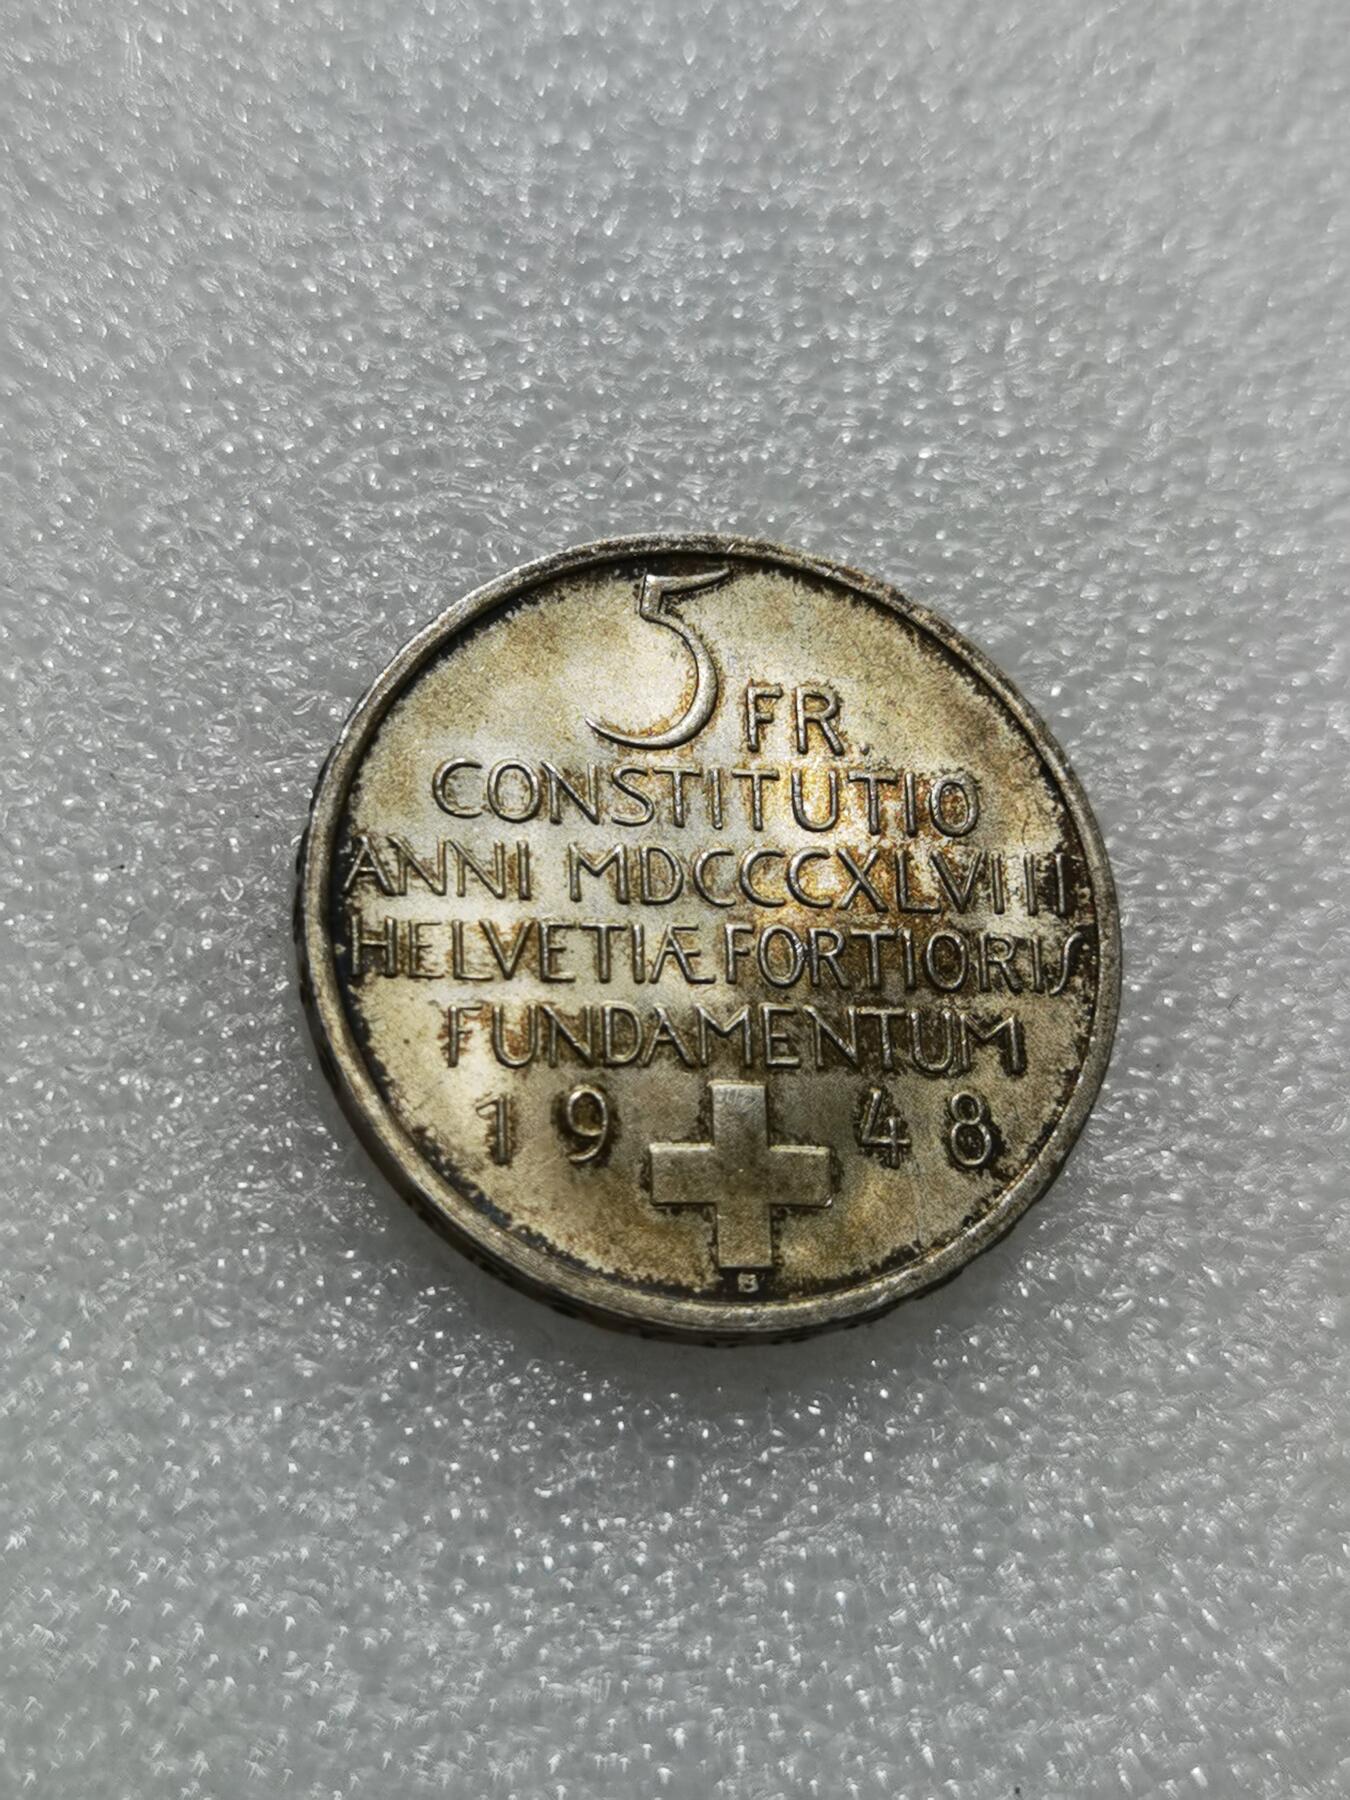 5 FR.
CONSTITUTIO
ANNI MDCCCXLVIII
HELVETIÆ FORTIORIS
FUNDAMENTUM
1948
B